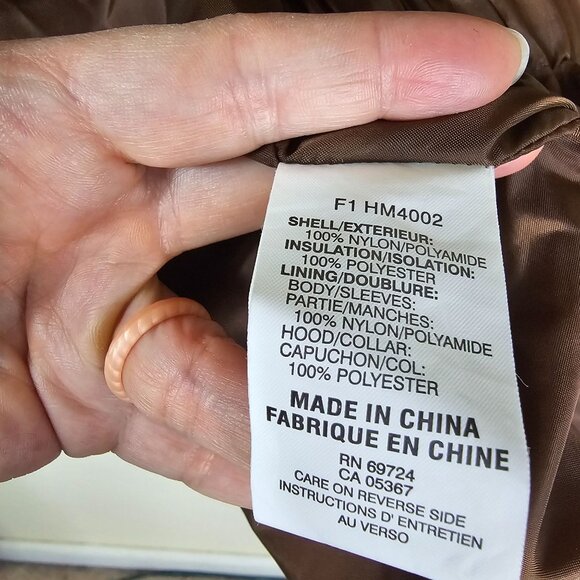 F1 HM4002
SHELL/EXTERIEUR:
100% NYLON/POLYAMIDE
INSULATION/ISOLATION:
100% POLYESTER
LINING/DOUBLURE:
BODY/SLEEVES:
PARTIE/MANCHES:
100% NYLON/POLYAMIDE
HOOD/COLLAR:
CAPUCHON/COL:
100% POLYESTER
MADE IN CHINA
FABRIQUE EN CHINE
RN 69724
CA 05367
CARE ON REVERSE SIDE
INSTRUCTIONS D' ENTRETIEN
AU VERSO